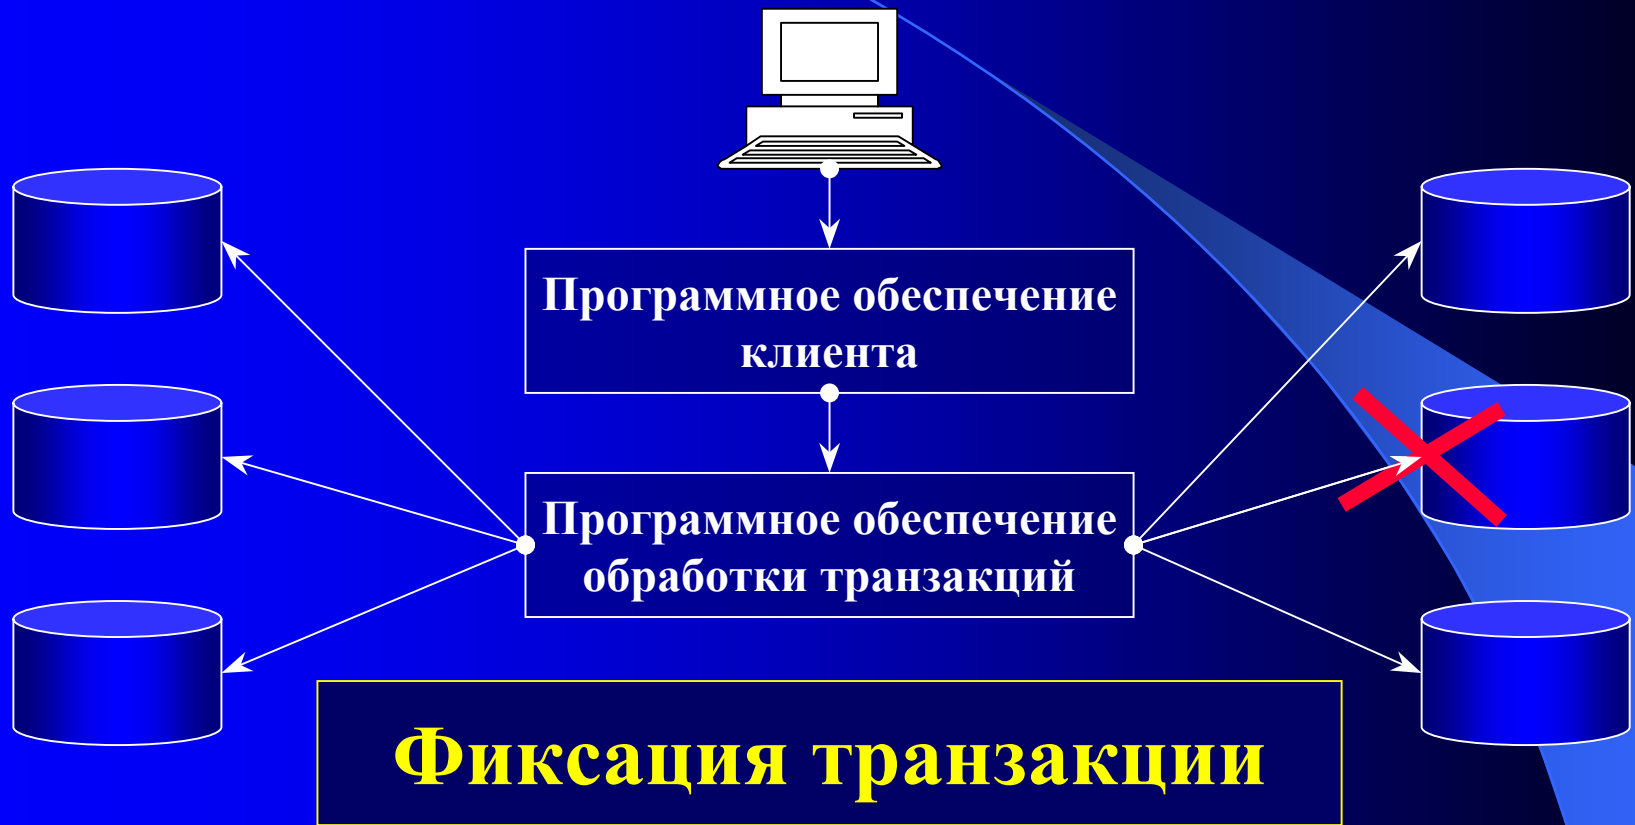 Программное обеспечение
клиента
Программное обеспечение
обработки транзакций
Фиксация транзакции